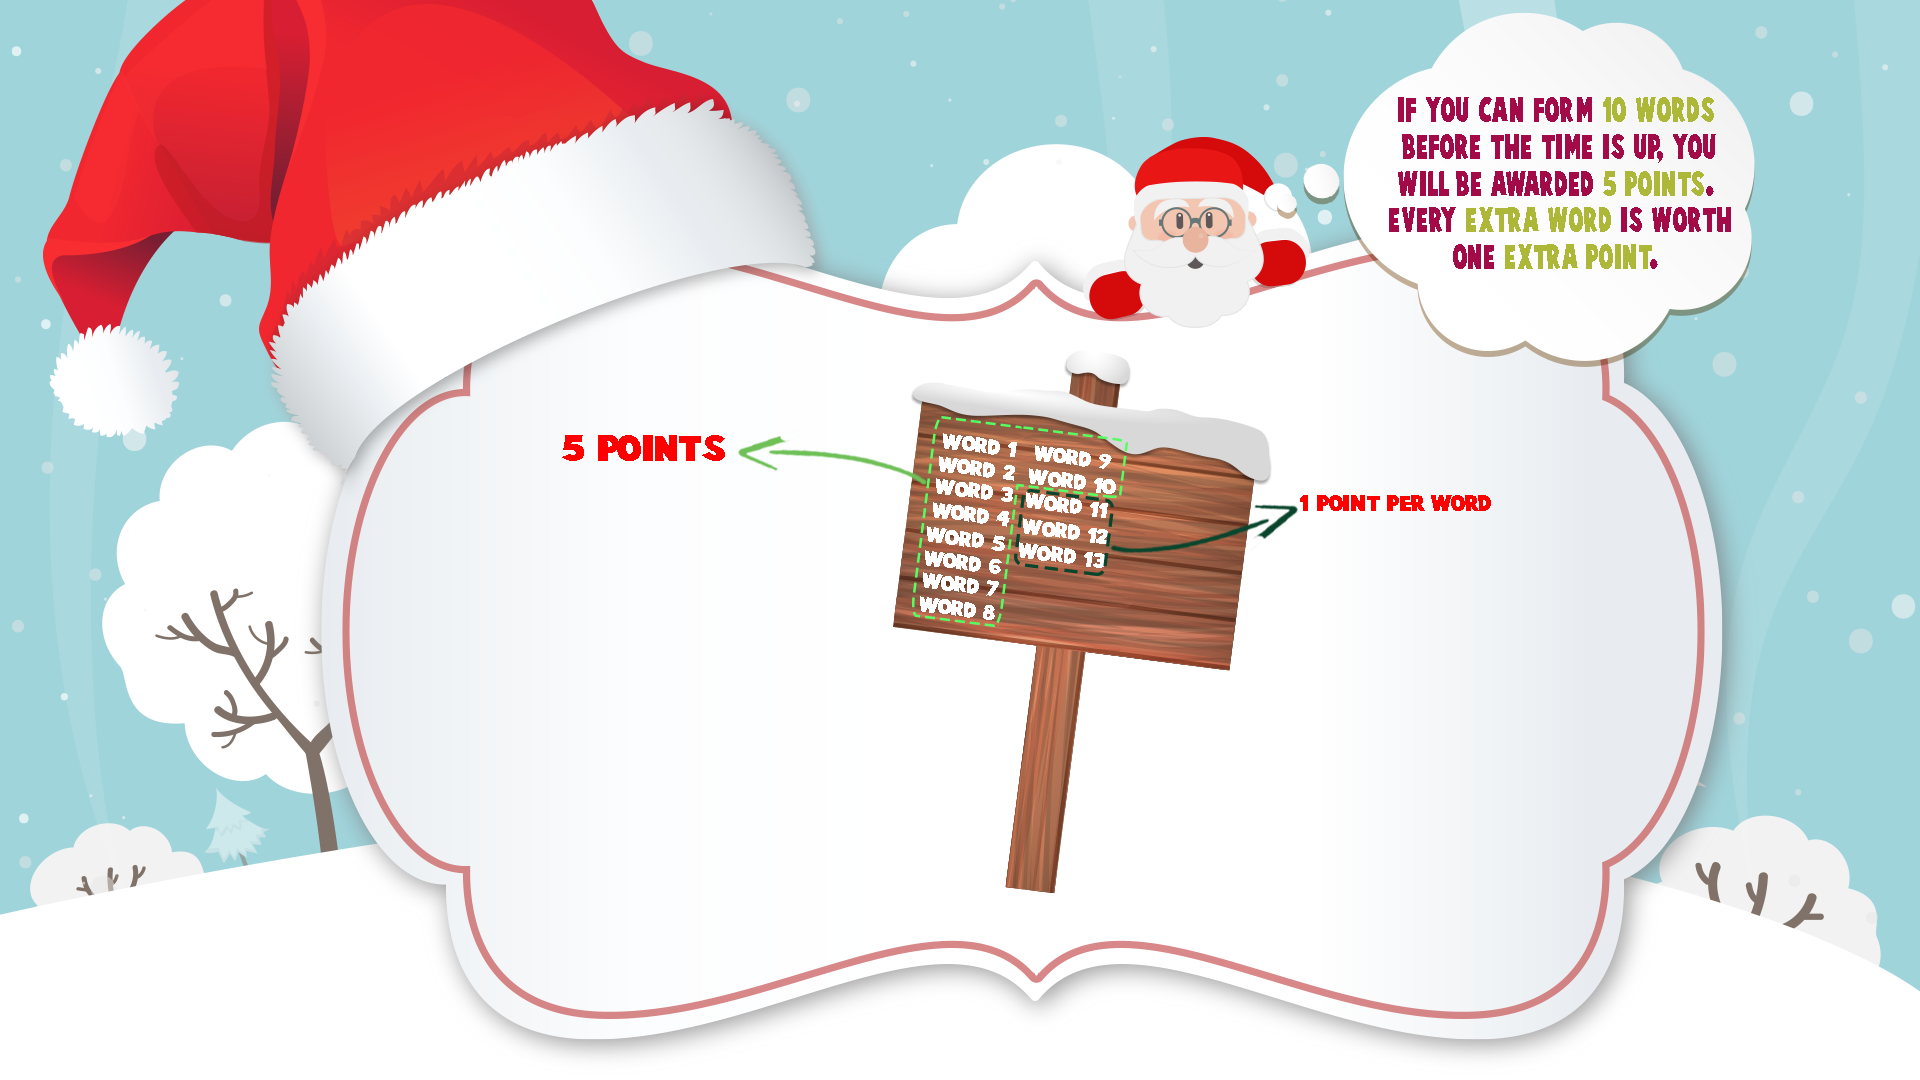 IF YOU CAN FORM 10 WORDS
BEFORE THE TIME IS UP, YOU
WILL BE AWARDED 5 POINTS.
EVERY EXTRA WORD IS WORTH
ONE EXTRA POINT.
5 POINTS
WORD 1
WORD 2
WORD 3
WORD 4
WORD 5
WORD 6
WORD 7
WORD 8
WORD 9
WORD 10
WORD 11
WORD 12
WORD 13
1 POINT PER WORD